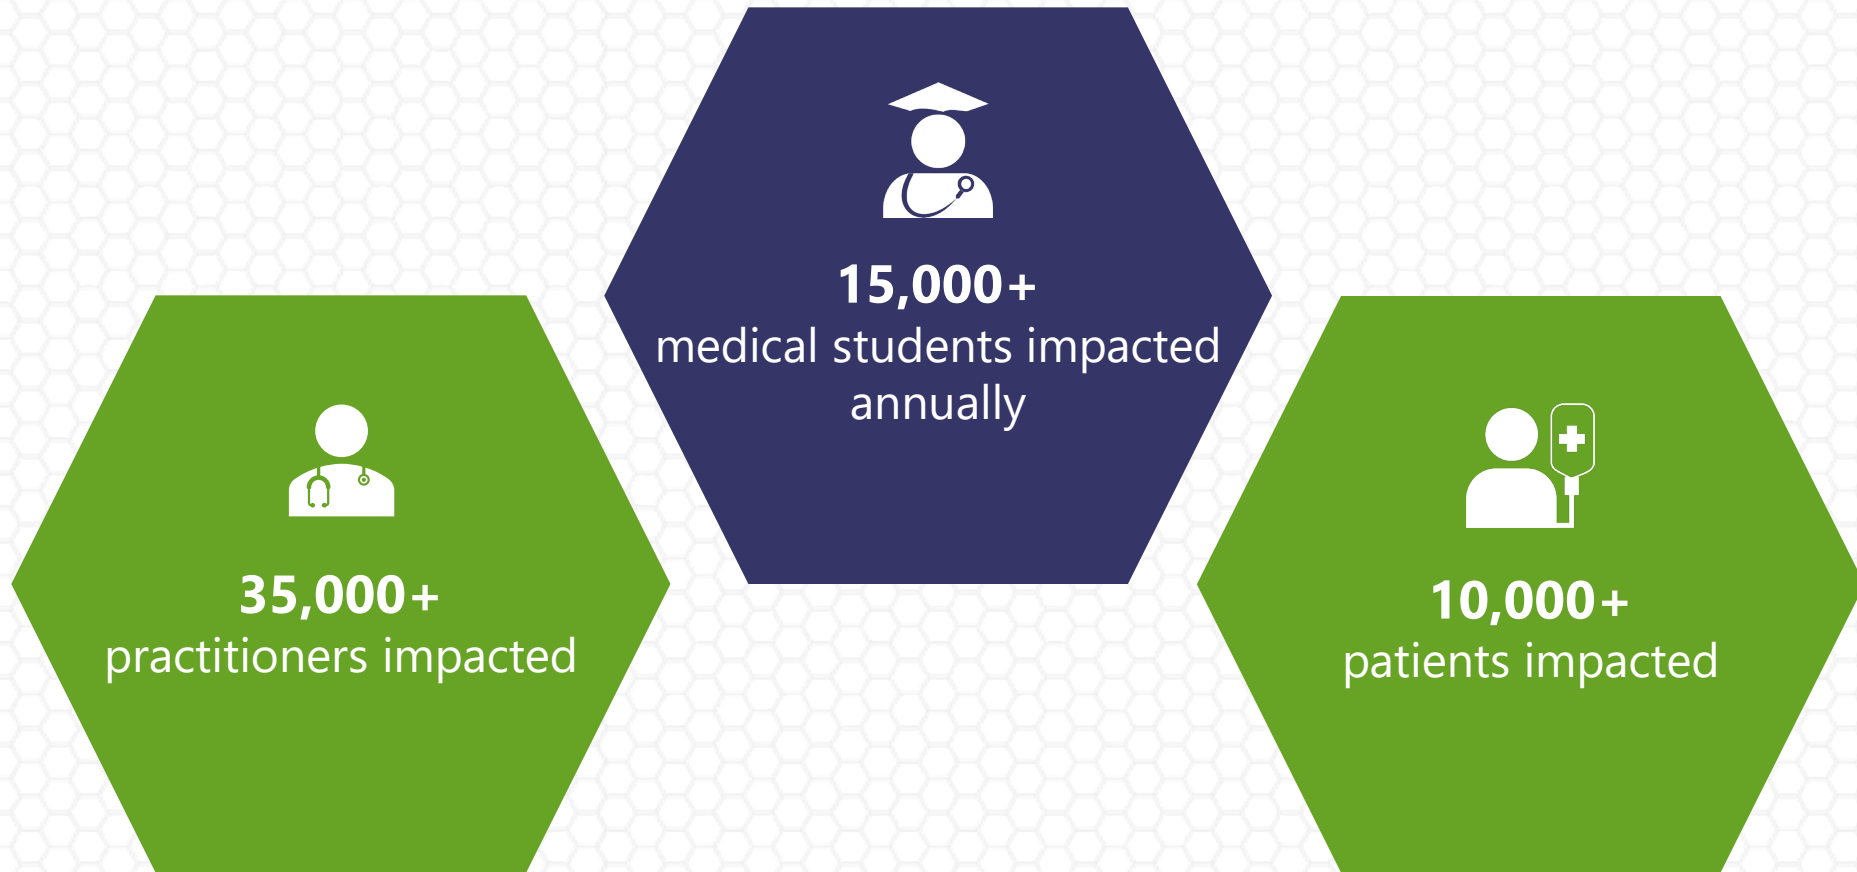 15,000+
medical students impacted
annually
35,000+
practitioners impacted
10,000+
patients impacted